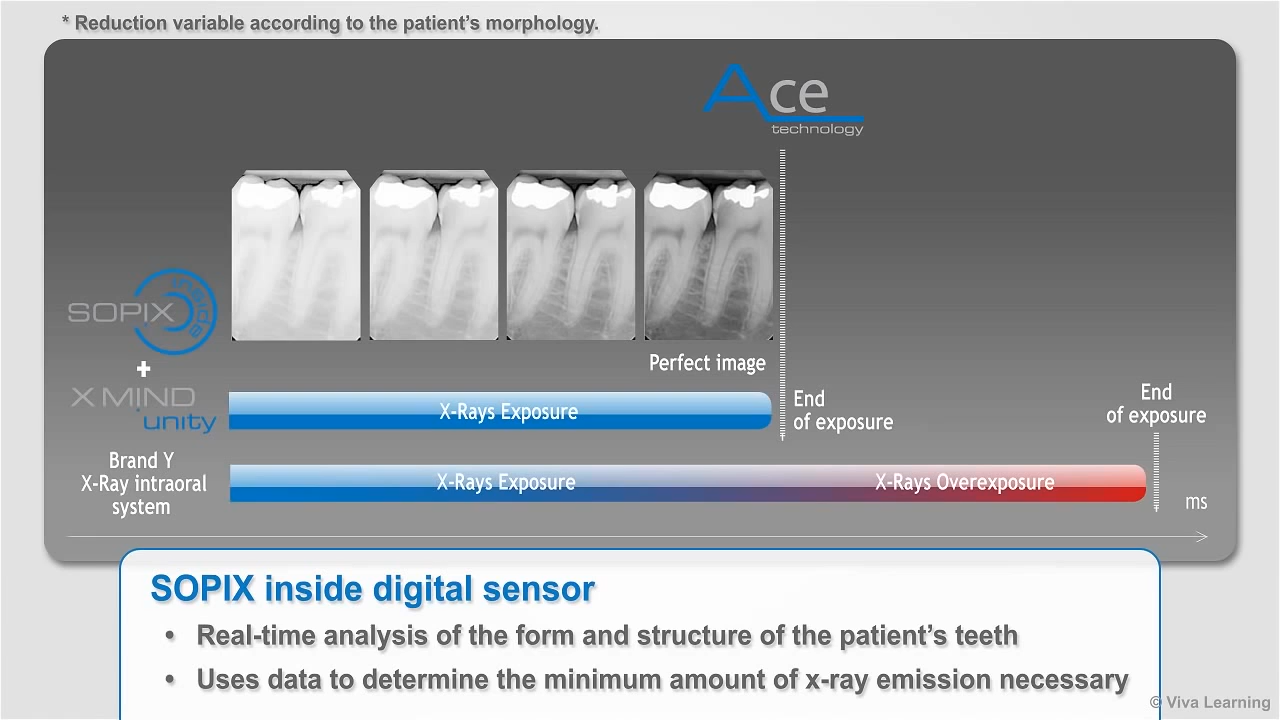 * Reduction variable according to the patient's morphology.
Ace
technology
SOPIX inside
+
X MIND
unity
Perfect image
X-Rays Exposure
End
of exposure
End
of exposure
Brand Y
X-Ray intraoral
system
X-Rays Exposure
X-Rays Overexposure
ms
SOPIX inside digital sensor
• Real-time analysis of the form and structure of the patient's teeth
• Uses data to determine the minimum amount of x-ray emission necessary
© Viva Learning